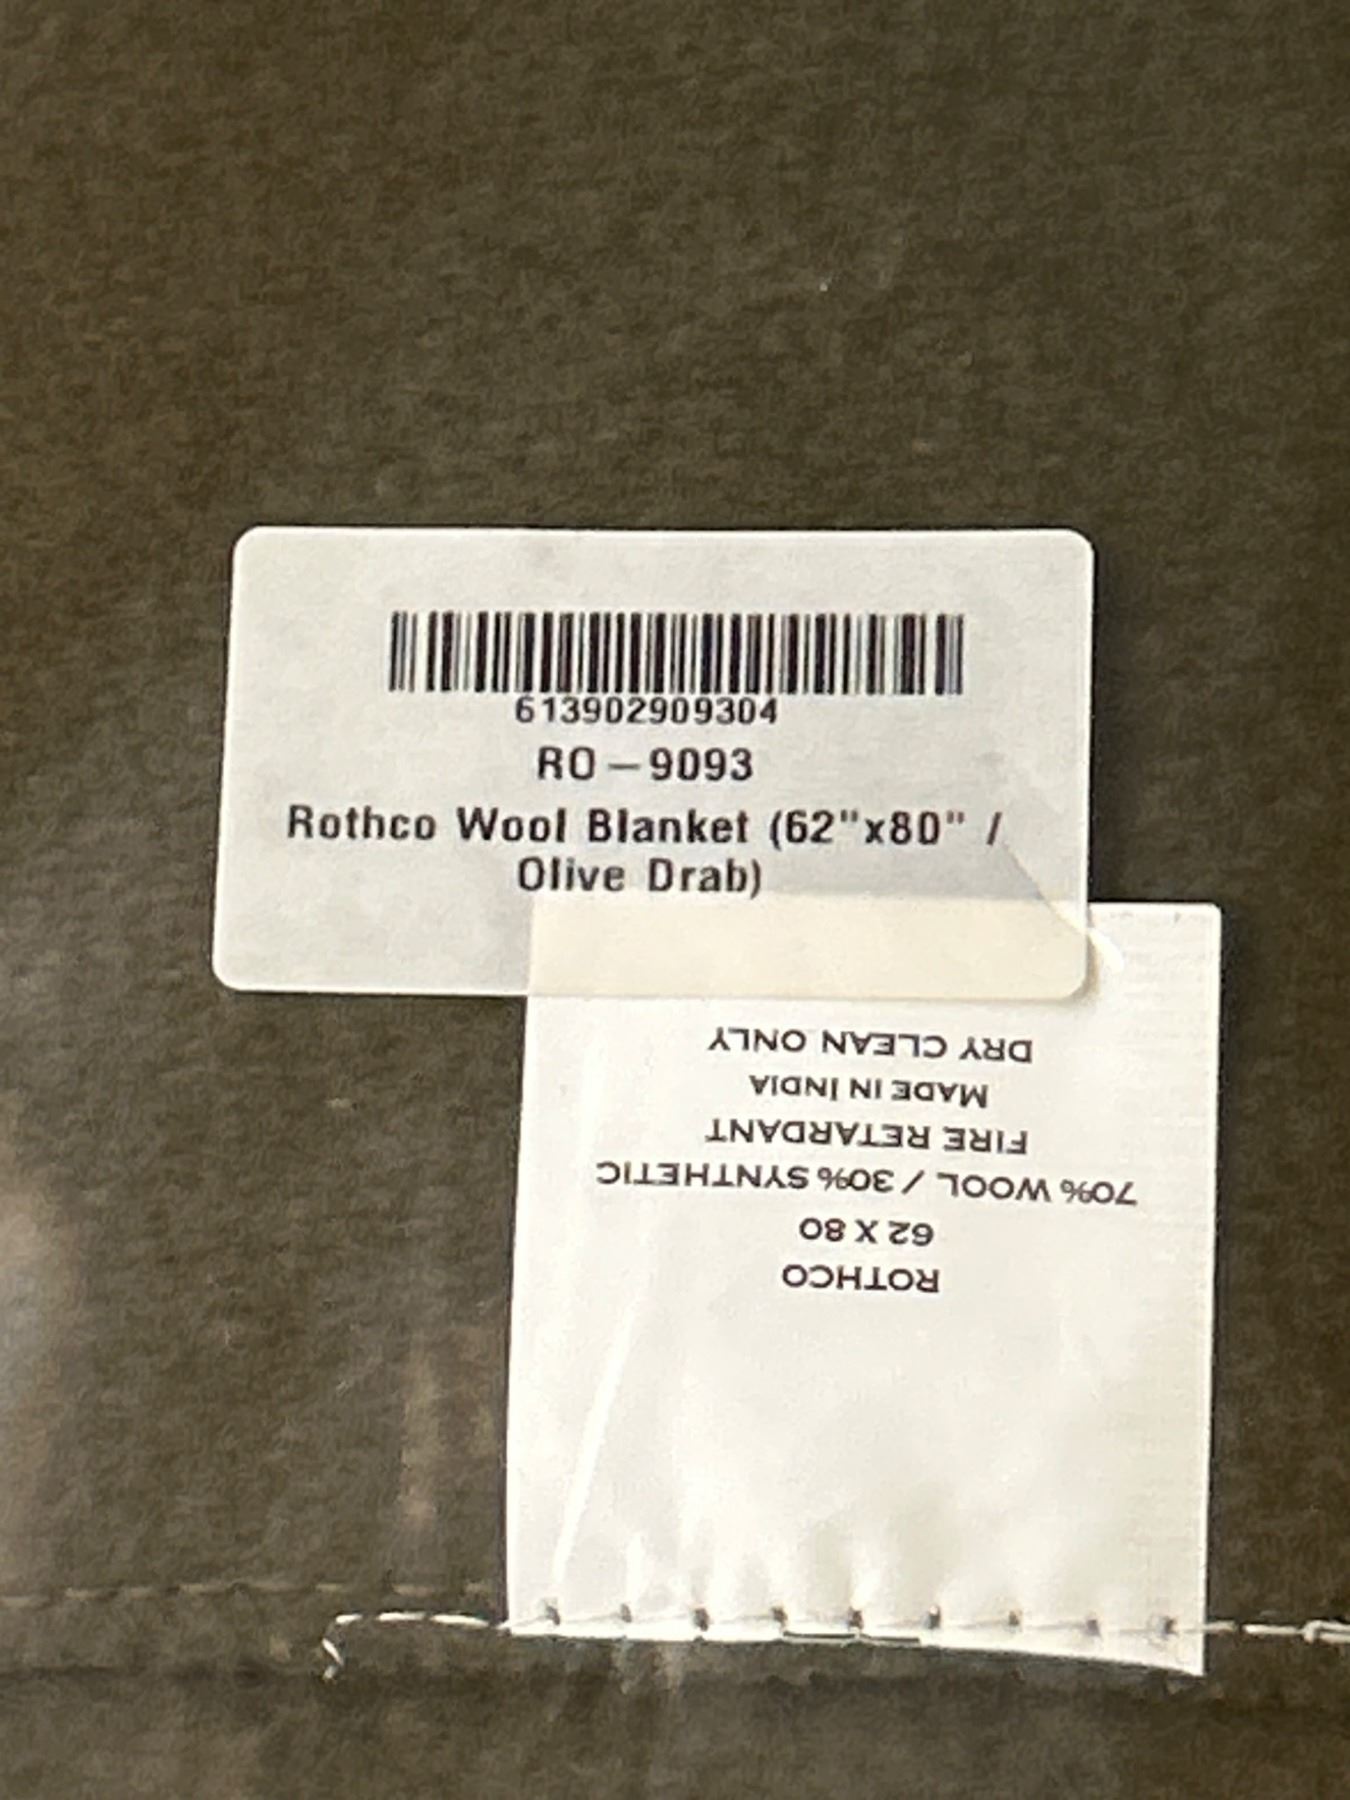 613902909304
RO-9093
Rothco Wool Blanket (62"x80" /
Olive Drab)
ROTHCO
62 X 80
70% WOOL / 30% SYNTHETIC
FIRE RETARDANT
MADE IN INDIA
DRY CLEAN ONLY